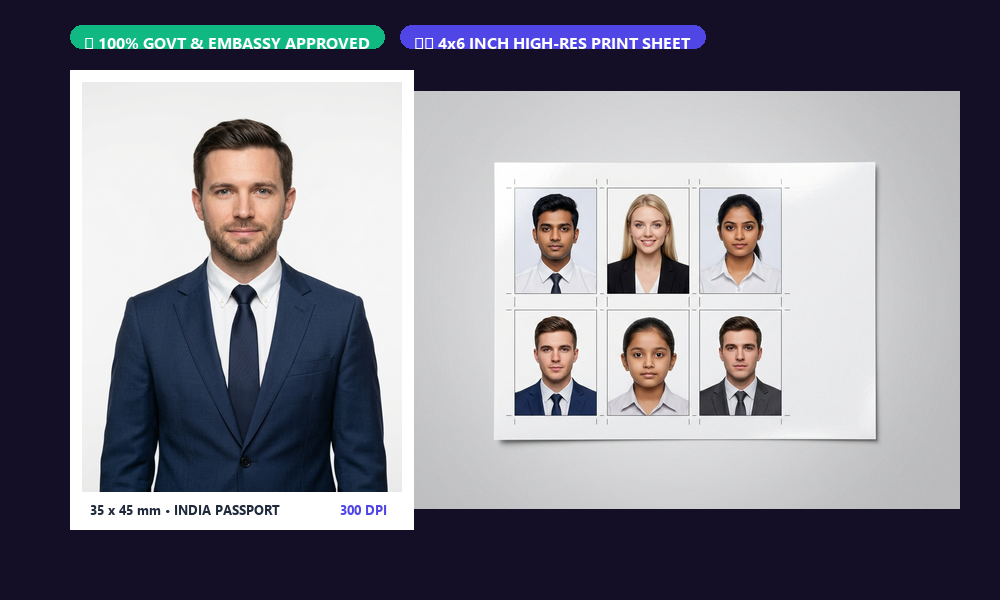 100% GOVT & EMBASSY APPROVED
4x6 INCH HIGH-RES PRINT SHEET
35 x 45 mm • INDIA PASSPORT
300 DPI